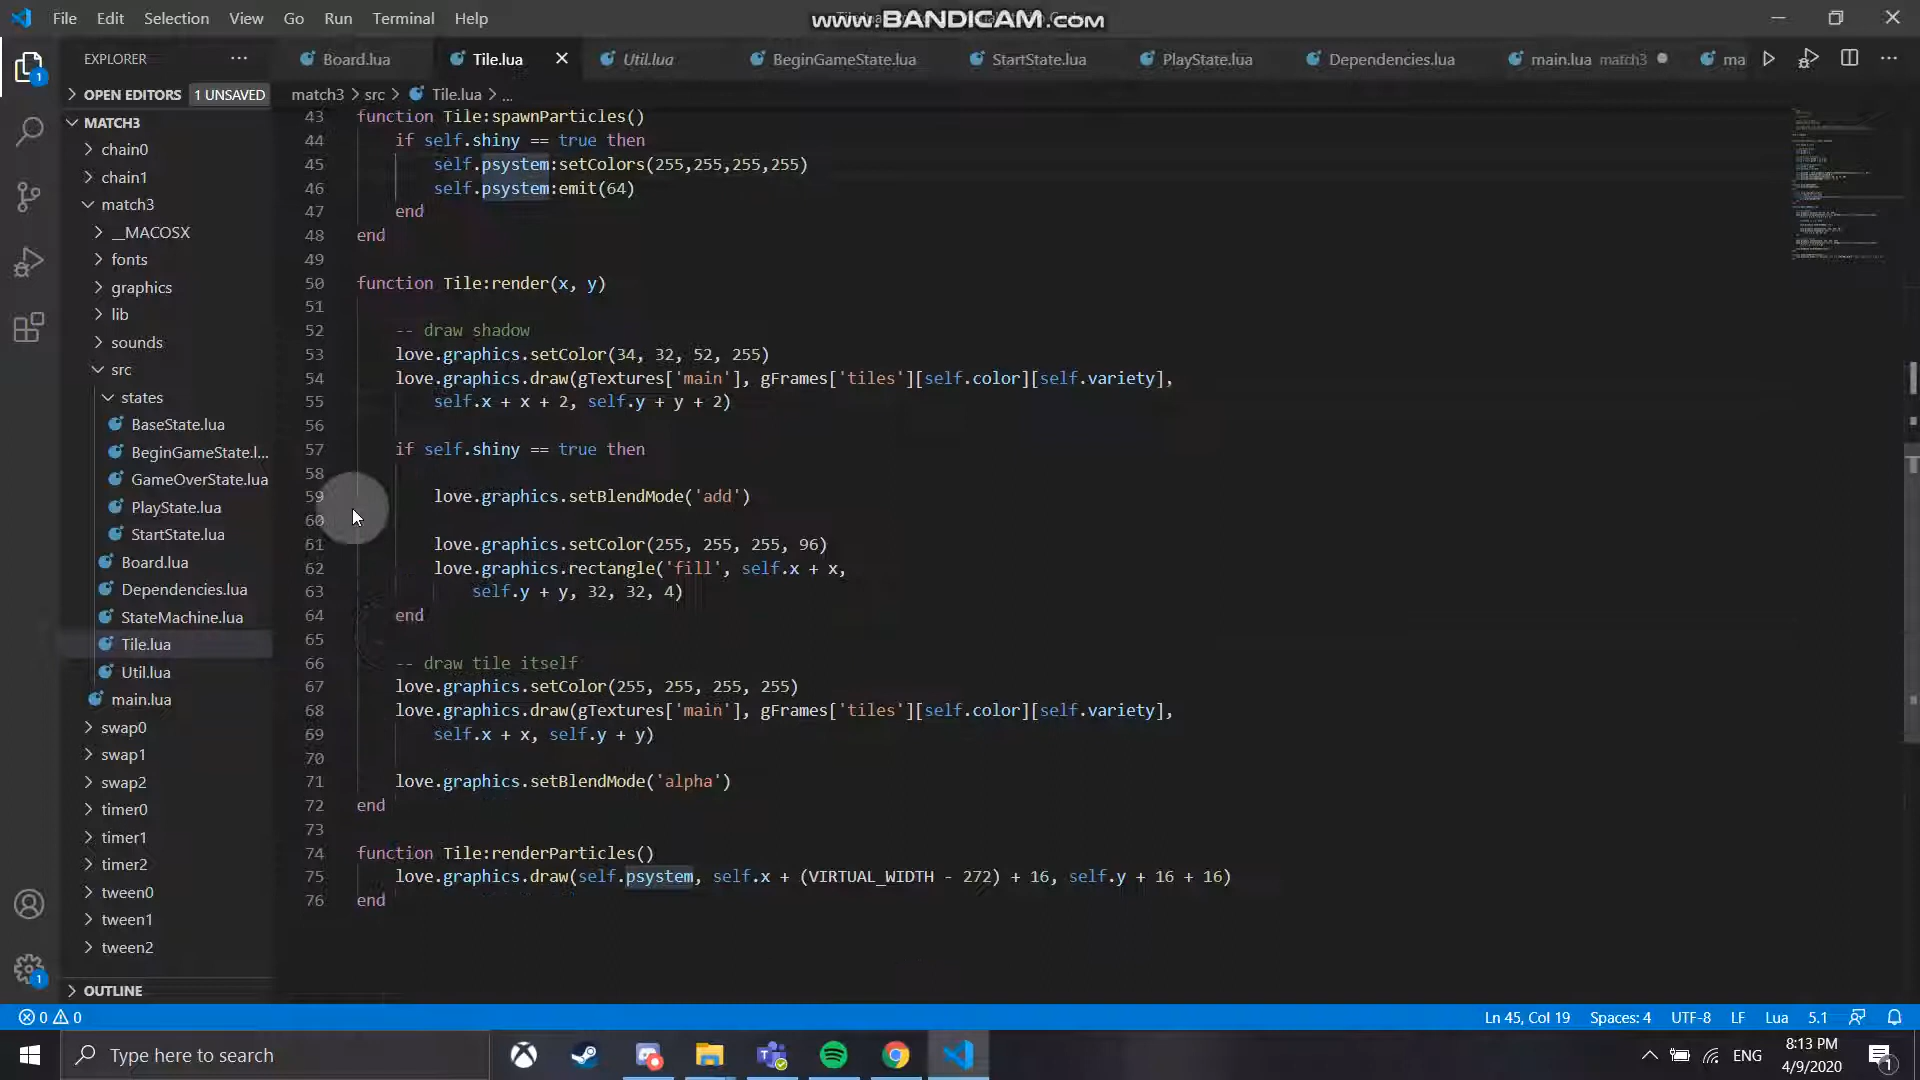 File Edit Selection View Go Run Terminal Help
www.BANDICAM.com
EXPLORER
Board.lua Tile.lua Util.lua BeginGameState.lua StartState.lua PlayState.lua Dependencies.lua main.lua match3 ma
OPEN EDITORS 1 UNSAVED
match3 > src > Tile.lua > ...
MATCH3
chain0
chain1
match3
__MACOSX
fonts
graphics
lib
sounds
src
states
BaseState.lua
BeginGameState.l...
GameOverState.lua
PlayState.lua
StartState.lua
Board.lua
Dependencies.lua
StateMachine.lua
Tile.lua
Util.lua
main.lua
swap0
swap1
swap2
timer0
timer1
timer2
tween0
tween1
tween2
OUTLINE
43 function Tile:spawnParticles()
44 if self.shiny == true then
45 self.psystem:setColors(255,255,255,255)
46 self.psystem:emit(64)
47 end
48 end
49
50 function Tile:render(x, y)
51
52 -- draw shadow
53 love.graphics.setColor(34, 32, 52, 255)
54 love.graphics.draw(gTextures['main'], gFrames['tiles'][self.color][self.variety],
55 self.x + x + 2, self.y + y + 2)
56
57 if self.shiny == true then
58
59 love.graphics.setBlendMode('add')
60
61 love.graphics.setColor(255, 255, 255, 96)
62 love.graphics.rectangle('fill', self.x + x,
63 self.y + y, 32, 32, 4)
64 end
65
66 -- draw tile itself
67 love.graphics.setColor(255, 255, 255, 255)
68 love.graphics.draw(gTextures['main'], gFrames['tiles'][self.color][self.variety],
69 self.x + x, self.y + y)
70
71 love.graphics.setBlendMode('alpha')
72 end
73
74 function Tile:renderParticles()
75 love.graphics.draw(self.psystem, self.x + (VIRTUAL_WIDTH - 272) + 16, self.y + 16 + 16)
76 end
1
1
0 0
Ln 45, Col 19 Spaces: 4 UTF-8 LF Lua 5.1
Type here to search
ENG
8:13 PM
4/9/2020
1